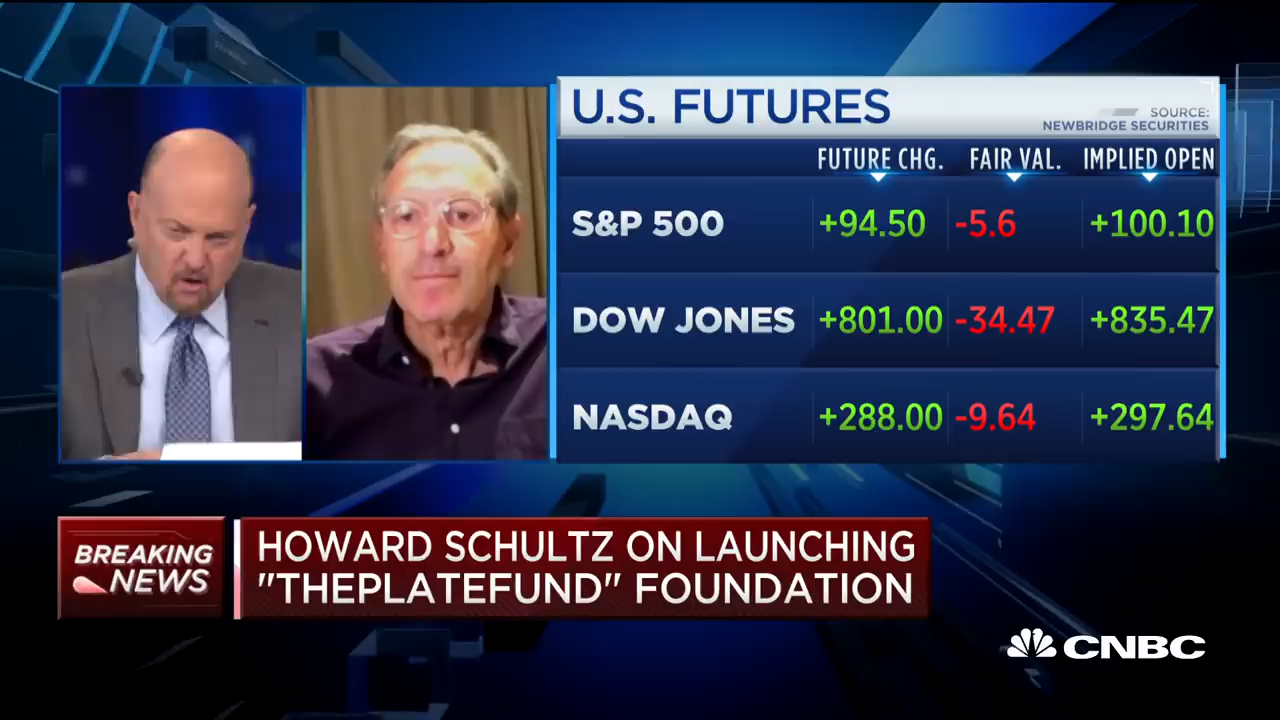 U.S. FUTURES
SOURCE:
NEWBRIDGE SECURITIES
FUTURE CHG. FAIR VAL. IMPLIED OPEN
S&P 500 +94.50 -5.6 +100.10
DOW JONES +801.00 -34.47 +835.47
NASDAQ +288.00 -9.64 +297.64
BREAKING
NEWS
HOWARD SCHULTZ ON LAUNCHING
"THEPLATEFUND" FOUNDATION
CNBC